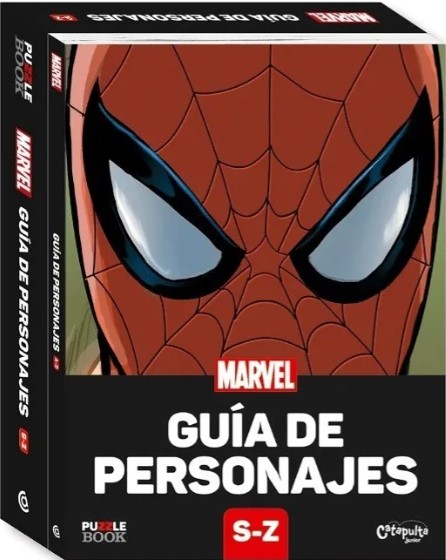 S-Z GUÍA DE PERSONAJES
PUZZLE
BOOK
MARVEL
GUÍA DE PERSONAJES
S-Z
MARVEL
GUÍA DE PERSONAJES
MARVEL
GUÍA DE
PERSONAJES
S-Z
PUZZLE
BOOK
Catapulta
junior